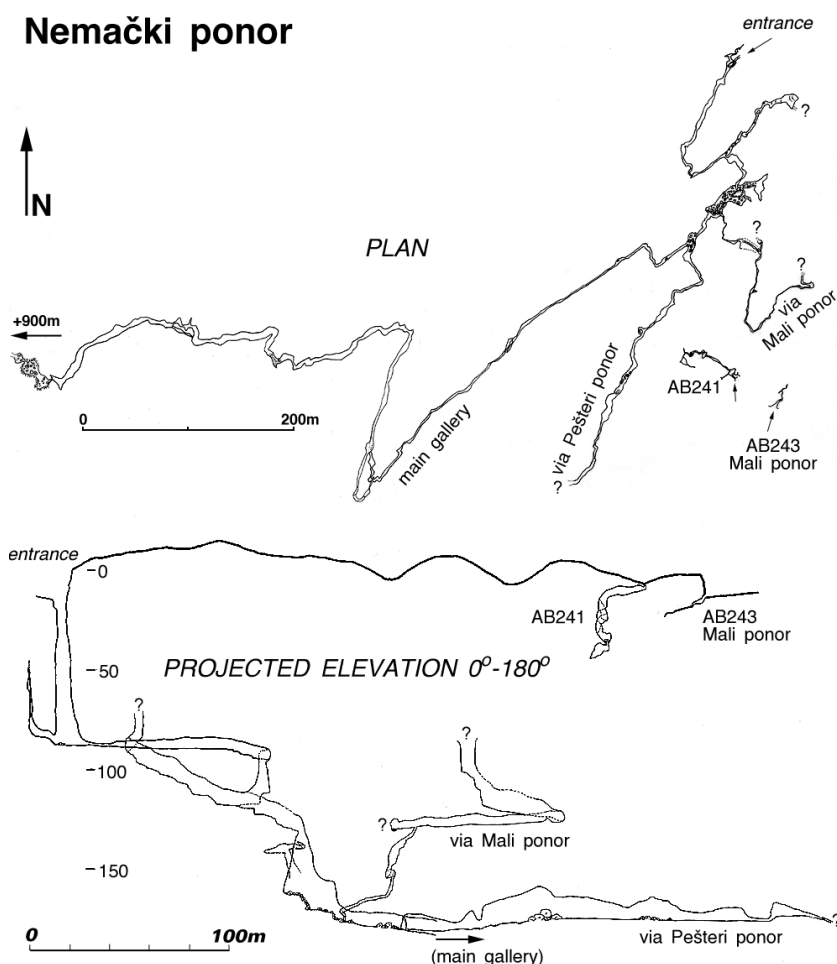 Nemački ponor
entrance
?
N
PLAN
?
?
+900m
via
Mali ponor
0 200m
main gallery
via Pešteri ponor
AB241
AB243
Mali ponor
?
entrance
–0
AB241
AB243
Mali ponor
–50
PROJECTED ELEVATION 0º-180º
?
?
–100
?
via Mali ponor
–150
?
0 100m
(main gallery)
via Pešteri ponor